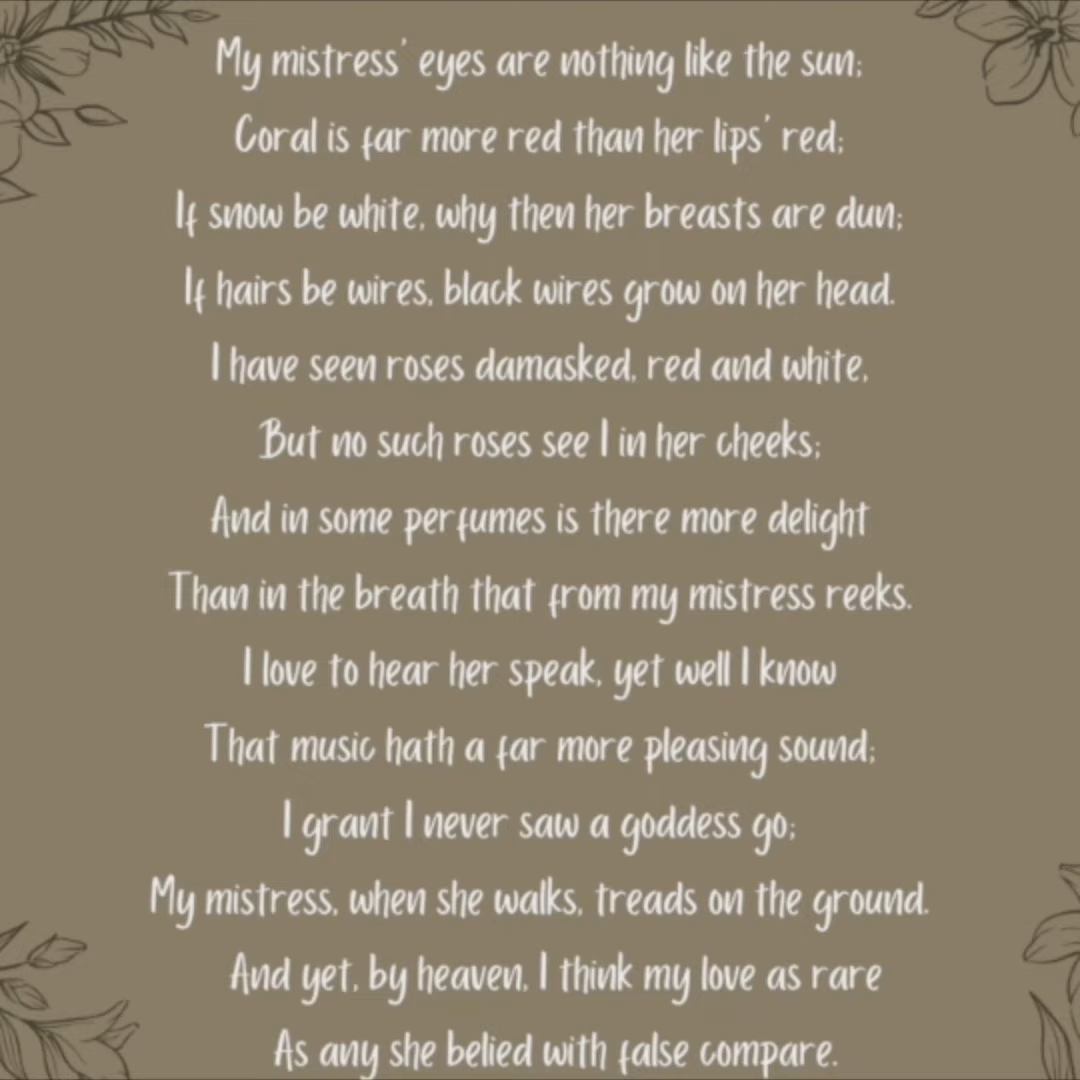 My mistress' eyes are nothing like the sun;
Coral is far more red than her lips' red;
If snow be white, why then her breasts are dun;
If hairs be wires, black wires grow on her head.
I have seen roses damasked, red and white,
But no such roses see I in her cheeks;
And in some perfumes is there more delight
Than in the breath that from my mistress reeks.
I love to hear her speak, yet well I know
That music hath a far more pleasing sound;
I grant I never saw a goddess go;
My mistress, when she walks, treads on the ground.
And yet, by heaven, I think my love as rare
As any she belied with false compare.